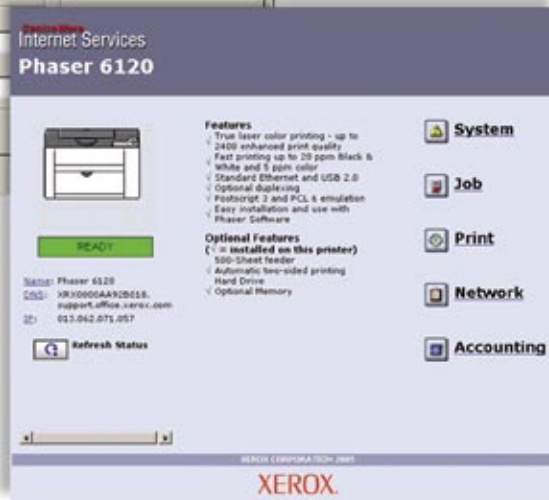 CentreWare
Internet Services
Phaser 6120
READY
Name: Phaser 6120
DNS: XRX0000AA92B018.
support.office.xerox.com
IP: 013.062.071.057
Refresh Status
Features
√ True laser color printing - up to
2400 enhanced print quality
√ Fast printing up to 20 ppm Black &
White and 5 ppm color
√ Standard Ethernet and USB 2.0
√ Optional duplexing
√ Postscript 3 and PCL 6 emulation
√ Easy installation and use with
Phaser Software
Optional Features
(√ = installed on this printer)
500-Sheet feeder
√ Automatic two-sided printing
Hard Drive
√ Optional Memory
System
Job
Print
Network
Accounting
XEROX CORPORATION 2005
XEROX.